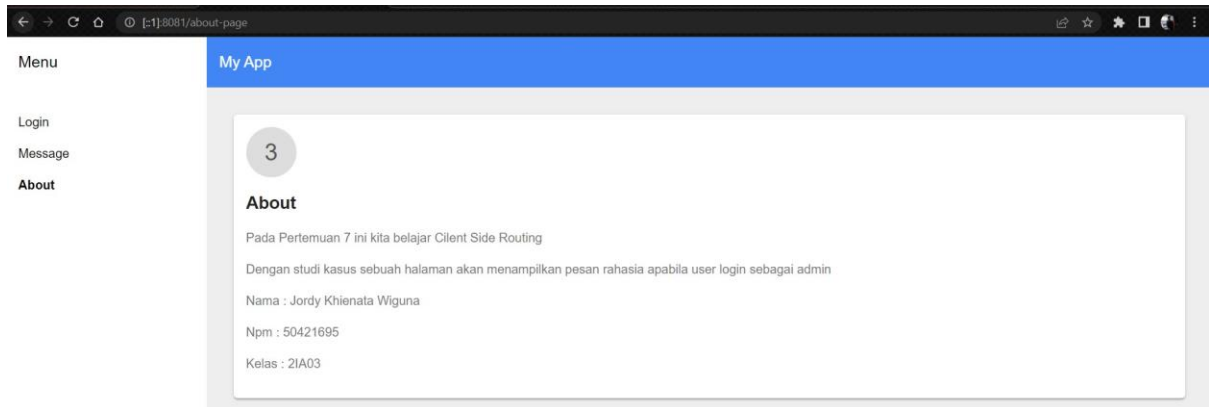 [::1]:8081/about-page
Menu
My App
Login
Message
About
3
About
Pada Pertemuan 7 ini kita belajar Cilent Side Routing
Dengan studi kasus sebuah halaman akan menampilkan pesan rahasia apabila user login sebagai admin
Nama : Jordy Khienata Wiguna
Npm : 50421695
Kelas : 2IA03